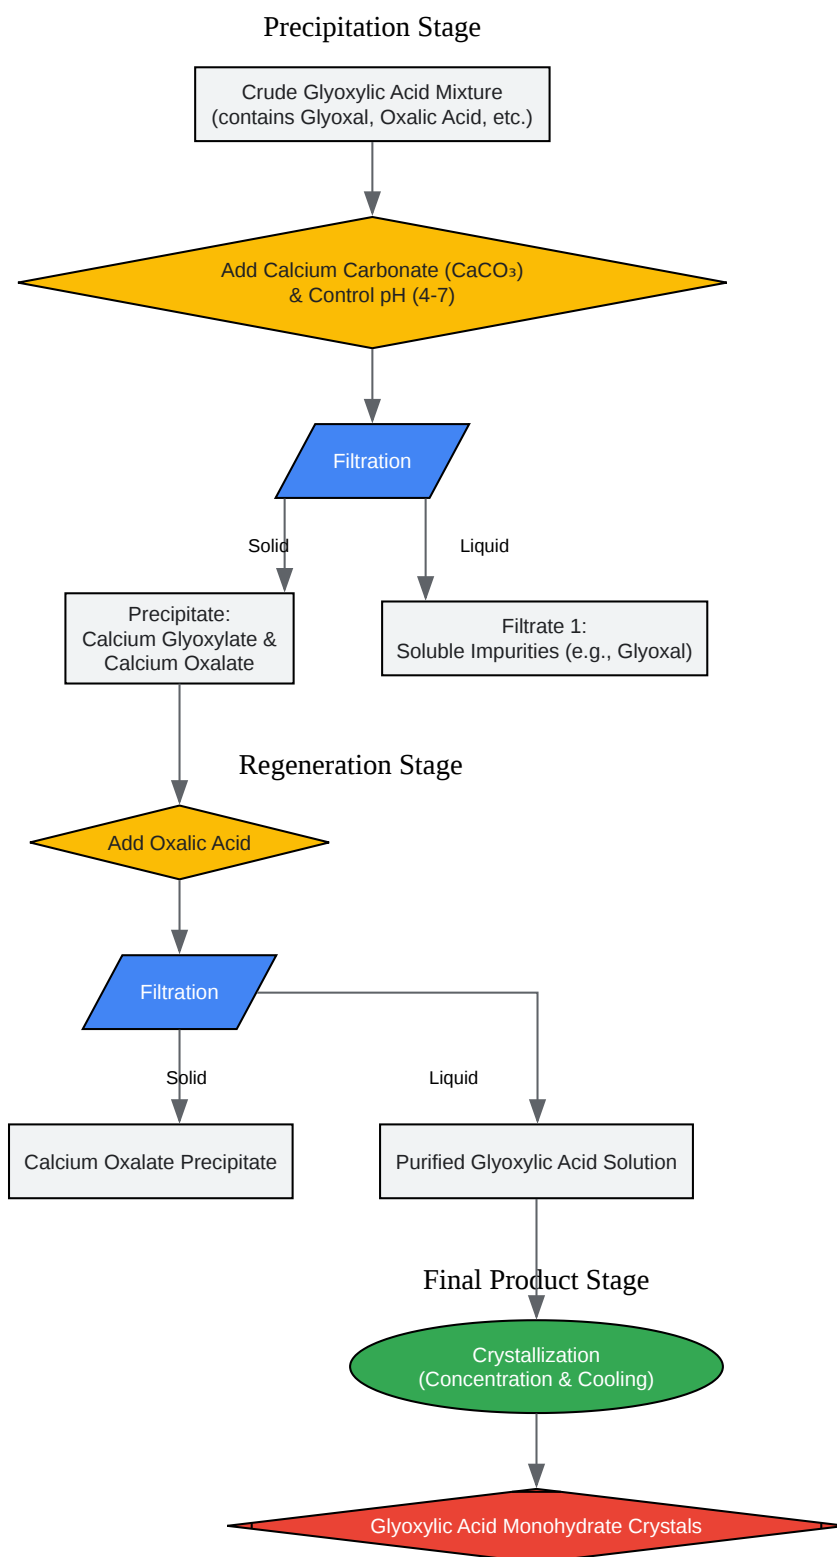 Precipitation Stage
Crude Glyoxylic Acid Mixture
(contains Glyoxal, Oxalic Acid, etc.)
Add Calcium Carbonate (CaCO₃)
& Control pH (4-7)
Filtration
Solid
Liquid
Precipitate:
Calcium Glyoxylate &
Calcium Oxalate
Filtrate 1:
Soluble Impurities (e.g., Glyoxal)
Regeneration Stage
Add Oxalic Acid
Filtration
Solid
Liquid
Calcium Oxalate Precipitate
Purified Glyoxylic Acid Solution
Final Product Stage
Crystallization
(Concentration & Cooling)
Glyoxylic Acid Monohydrate Crystals